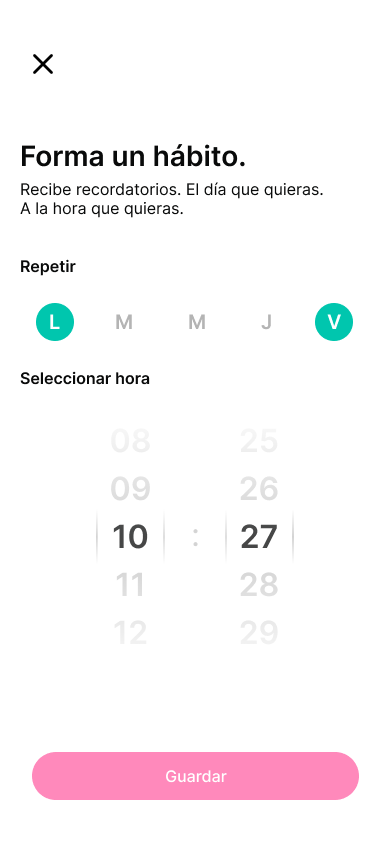 Forma un hábito.
Recibe recordatorios. El día que quieras.
A la hora que quieras.
Repetir
L M M J V
Seleccionar hora
08 25
09 26
10 : 27
11 28
12 29
Guardar